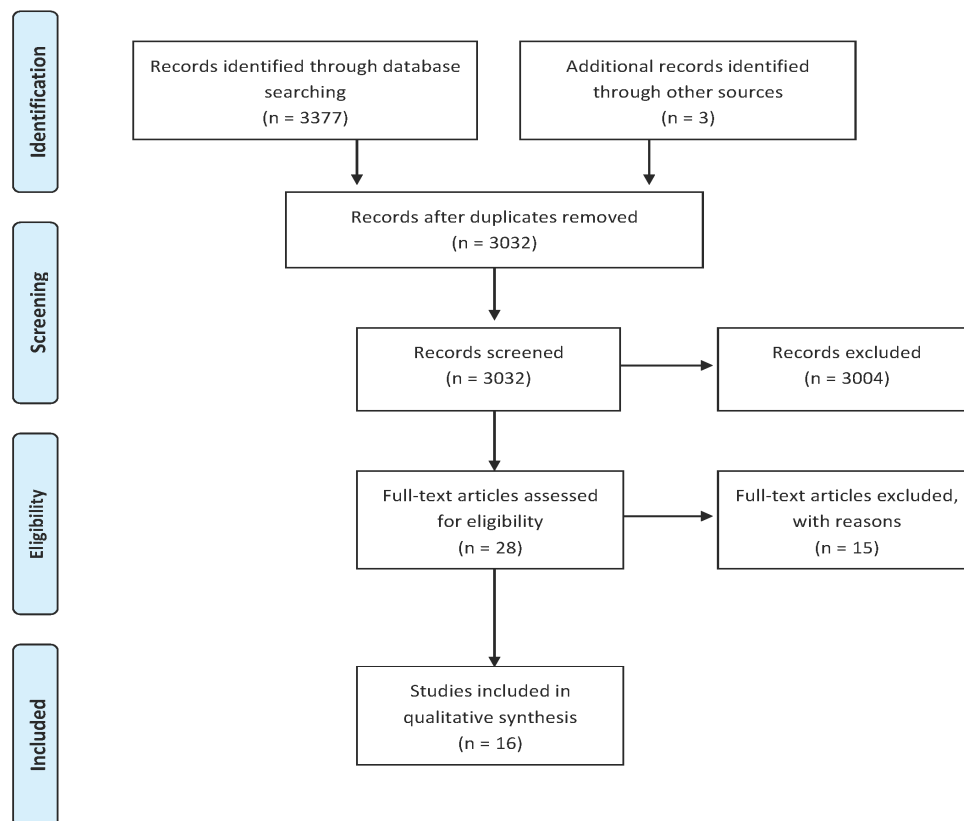 Identification
Records identified through database
searching
(n = 3377)
Additional records identified
through other sources
(n = 3)
Records after duplicates removed
(n = 3032)
Screening
Records screened
(n = 3032)
Records excluded
(n = 3004)
Eligibility
Full-text articles assessed
for eligibility
(n = 28)
Full-text articles excluded,
with reasons
(n = 15)
Included
Studies included in
qualitative synthesis
(n = 16)